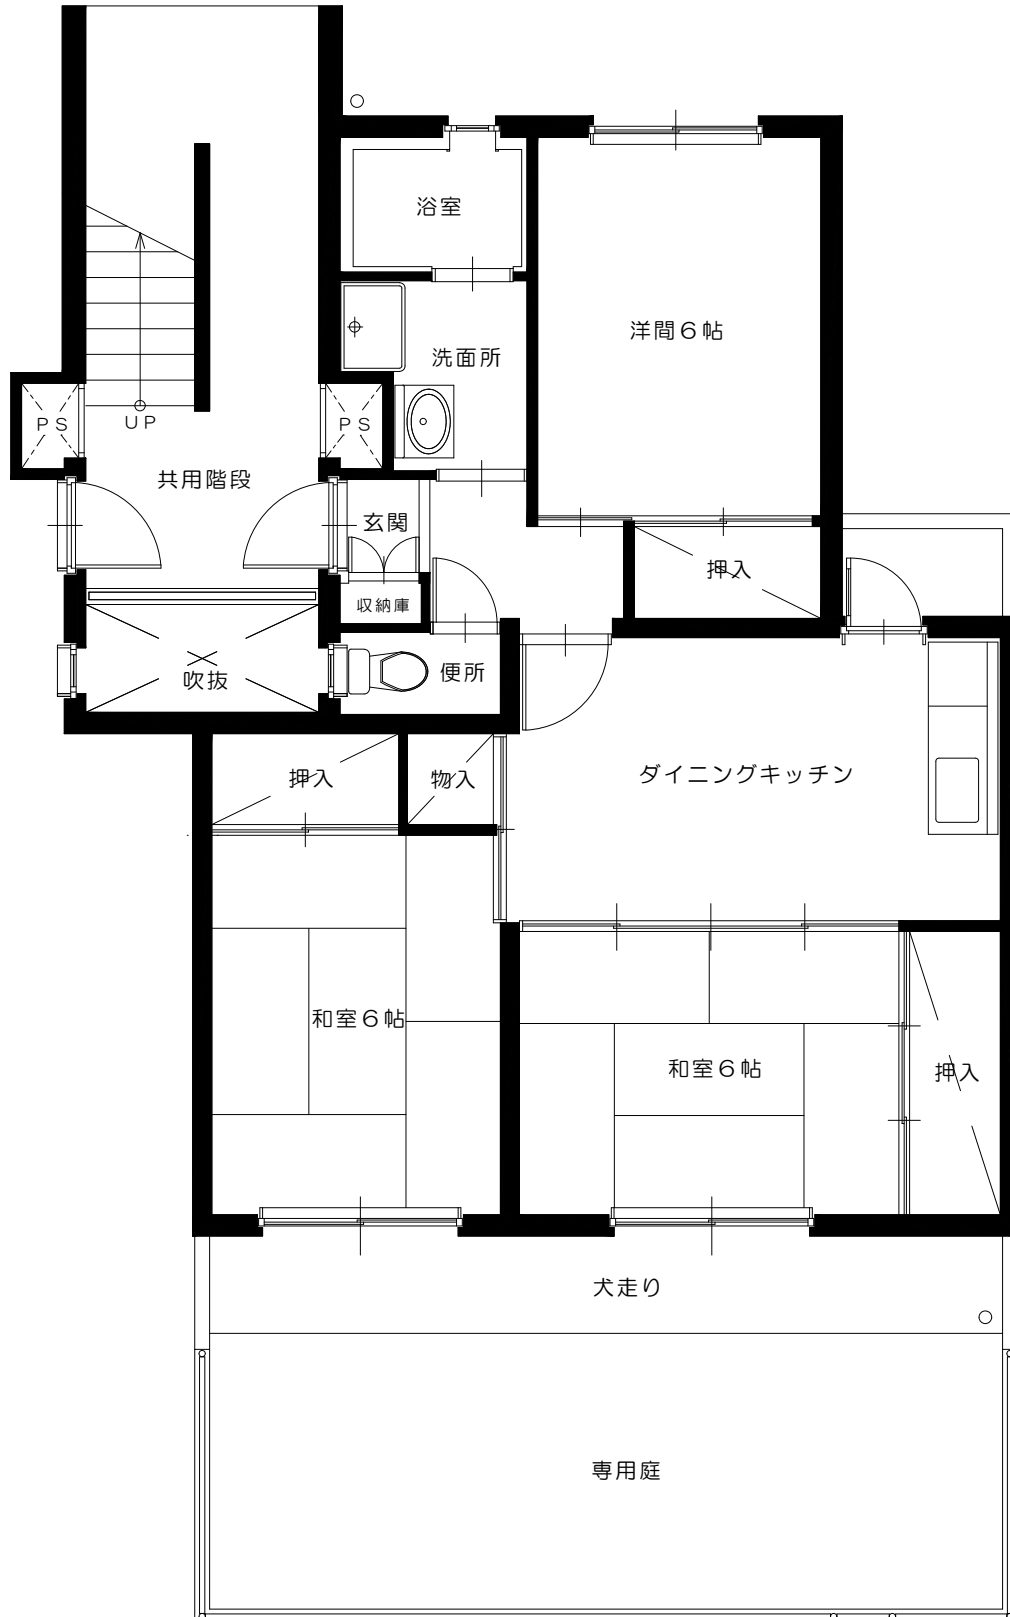 浴室
洋間６帖
洗面所
ＰＳ
ＵＰ
ＰＳ
共用階段
玄関
押入
収納庫
便所
吹抜
押入
物入
ダイニングキッチン
和室６帖
和室６帖
押入
犬走り
専用庭